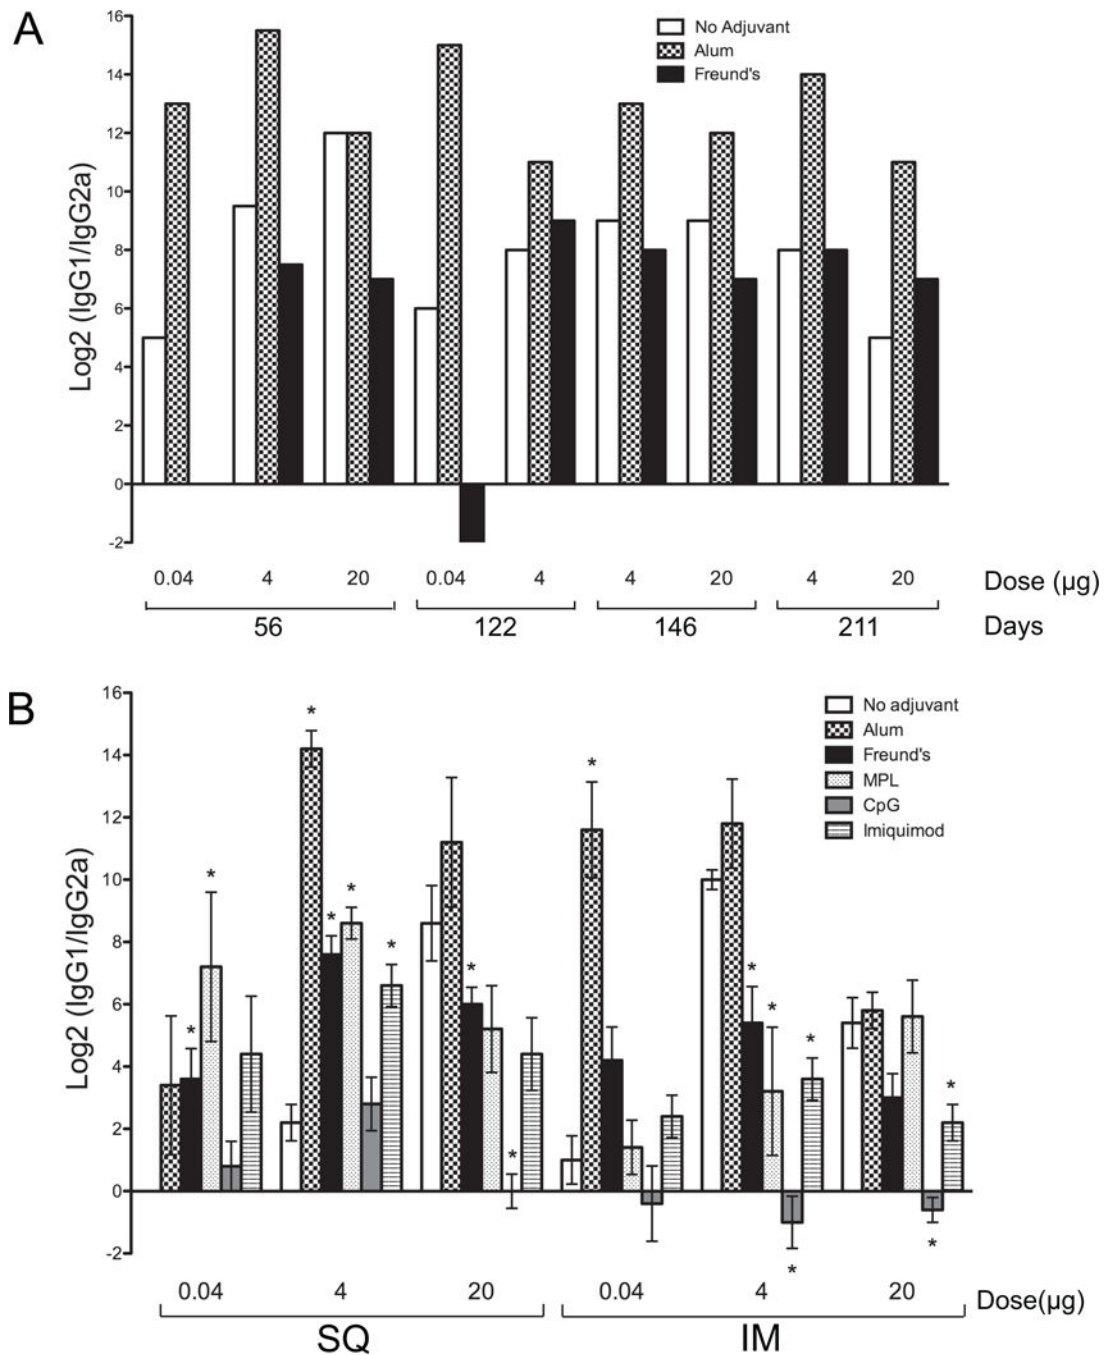 A
No Adjuvant
Alum
Freund's
Log2 (IgG1/IgG2a)
16
14
12
10
8
6
4
2
0
-2
0.04 4 20 0.04 4 4 20 4 20 Dose (µg)
56 122 146 211 Days
B
No adjuvant
Alum
Freund's
MPL
CpG
Imiquimod
Log2 (IgG1/IgG2a)
16
14
12
10
8
6
4
2
0
-2
* * * * * * * * * * * * * * *
0.04 4 20 0.04 4 20 Dose(µg)
SQ IM